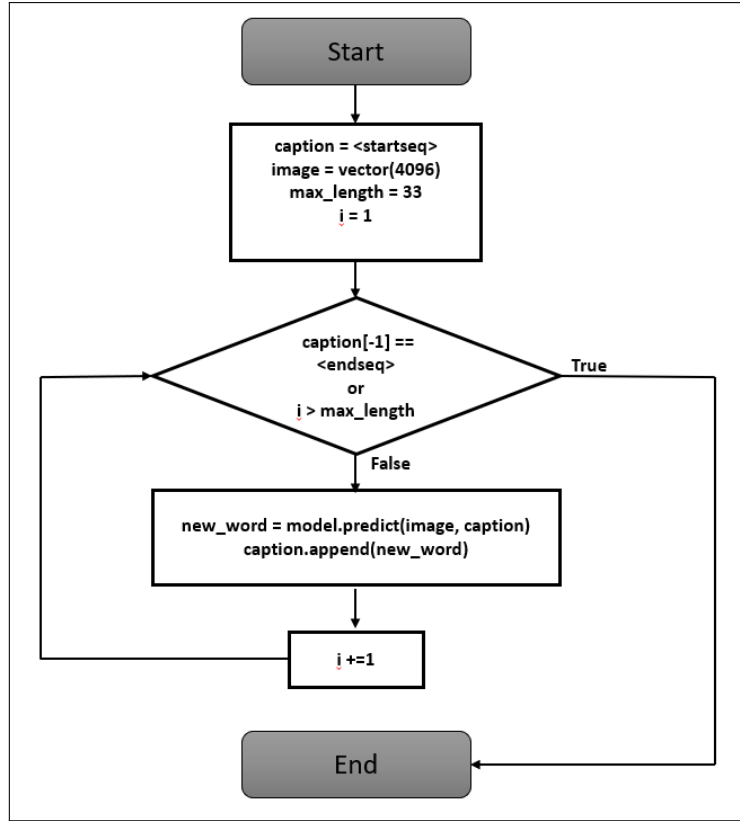 Start
caption = <startseq>
image = vector(4096)
max_length = 33
i = 1
caption[-1] ==
<endseq>
or
i > max_length
True
False
new_word = model.predict(image, caption)
caption.append(new_word)
i +=1
End